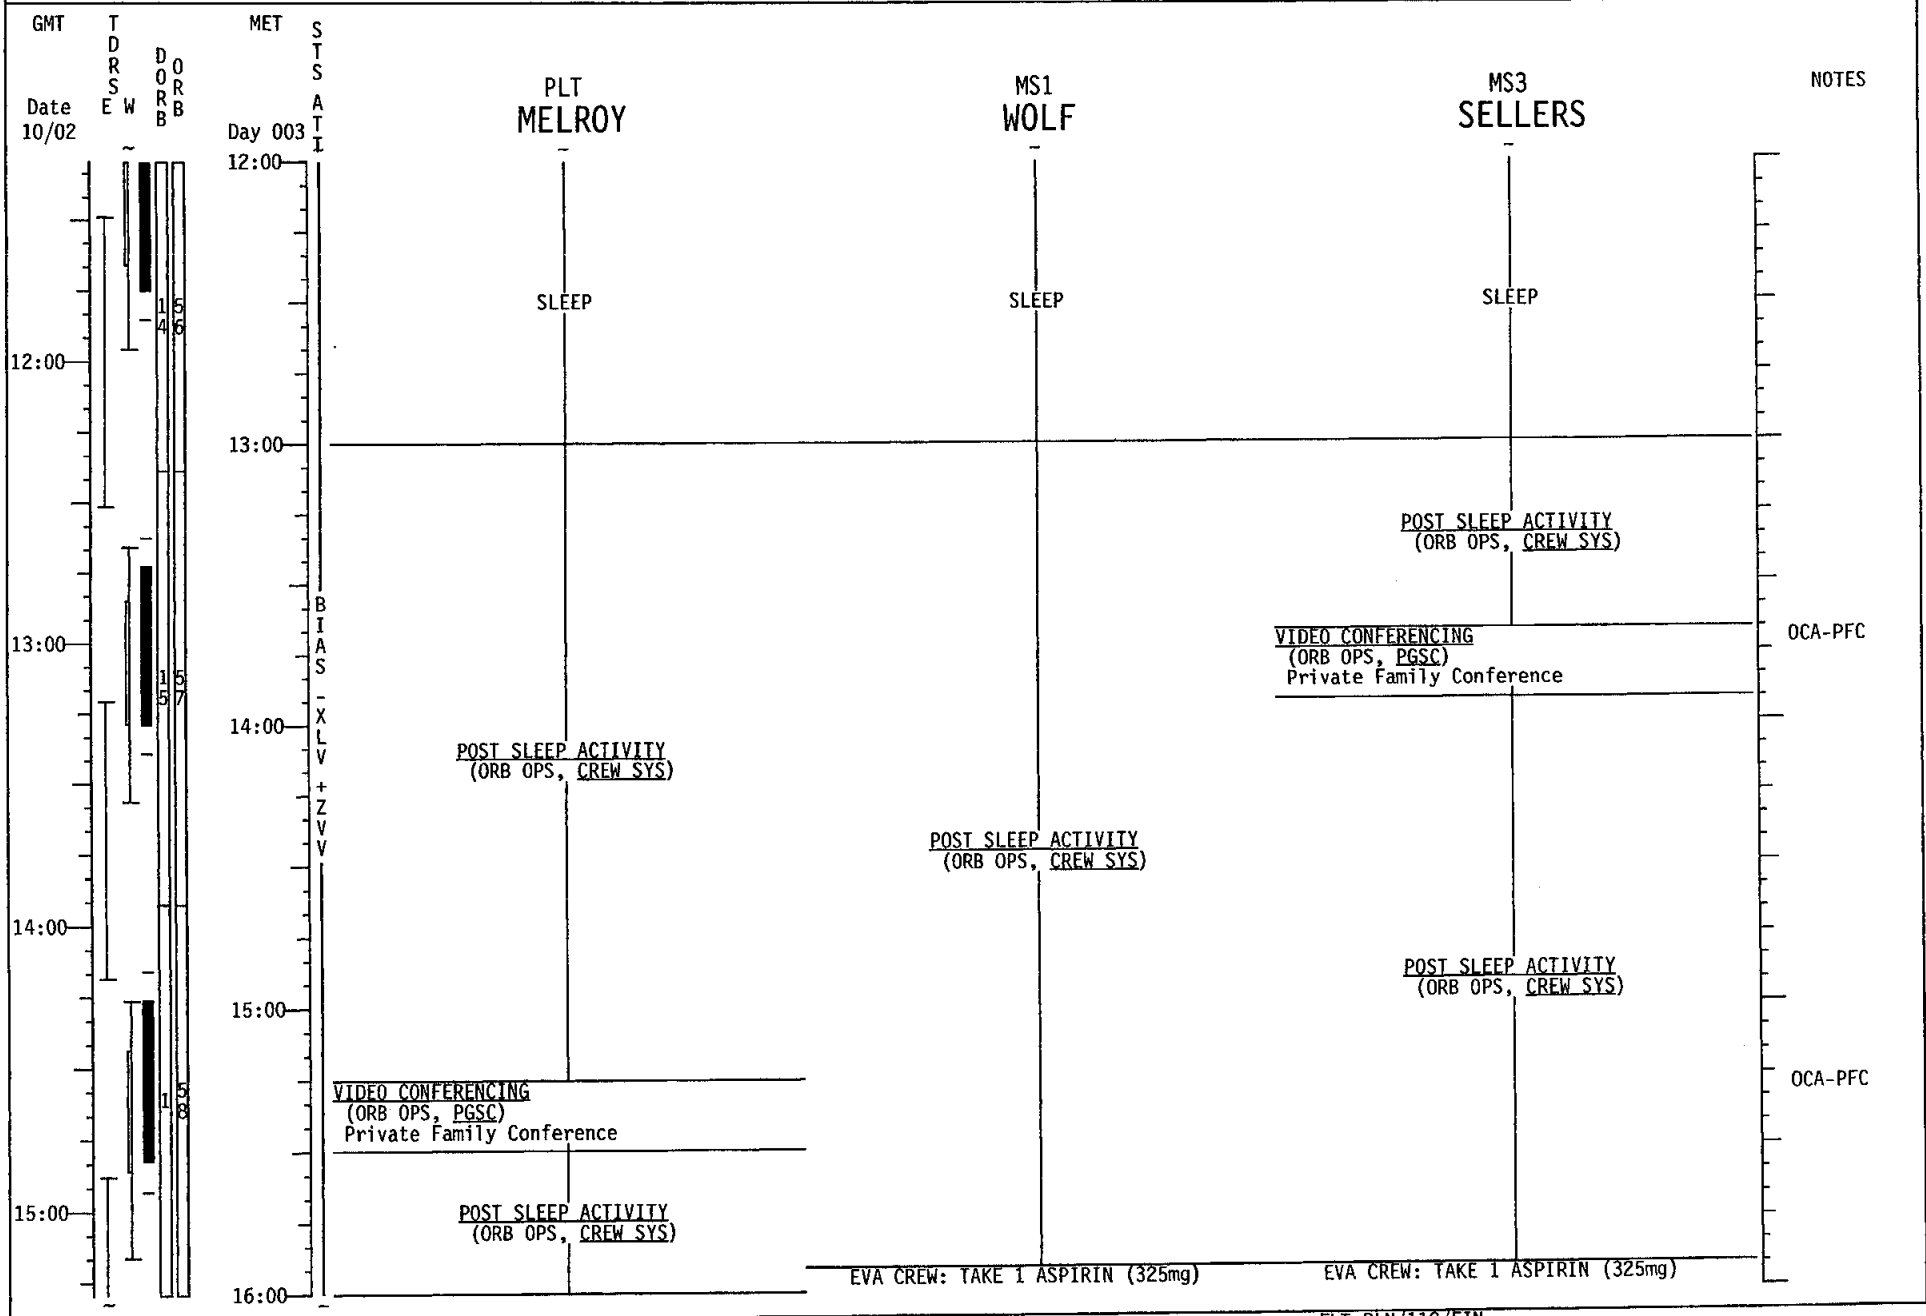 GMT
TDRS
E W
DORB
ORB
MET
STS ATT
Date
10/02
Day 003
PLT
MELROY
MS1
WOLF
MS3
SELLERS
NOTES
12:00
SLEEP
SLEEP
SLEEP
14
56
12:00
13:00
POST SLEEP ACTIVITY
(ORB OPS, CREW SYS)
BIAS -XLV +ZVV
13:00
VIDEO CONFERENCING
(ORB OPS, PGSC)
Private Family Conference
OCA-PFC
15
57
14:00
POST SLEEP ACTIVITY
(ORB OPS, CREW SYS)
POST SLEEP ACTIVITY
(ORB OPS, CREW SYS)
14:00
POST SLEEP ACTIVITY
(ORB OPS, CREW SYS)
15:00
VIDEO CONFERENCING
(ORB OPS, PGSC)
Private Family Conference
1
58
OCA-PFC
15:00
POST SLEEP ACTIVITY
(ORB OPS, CREW SYS)
EVA CREW: TAKE 1 ASPIRIN (325mg)
EVA CREW: TAKE 1 ASPIRIN (325mg)
16:00